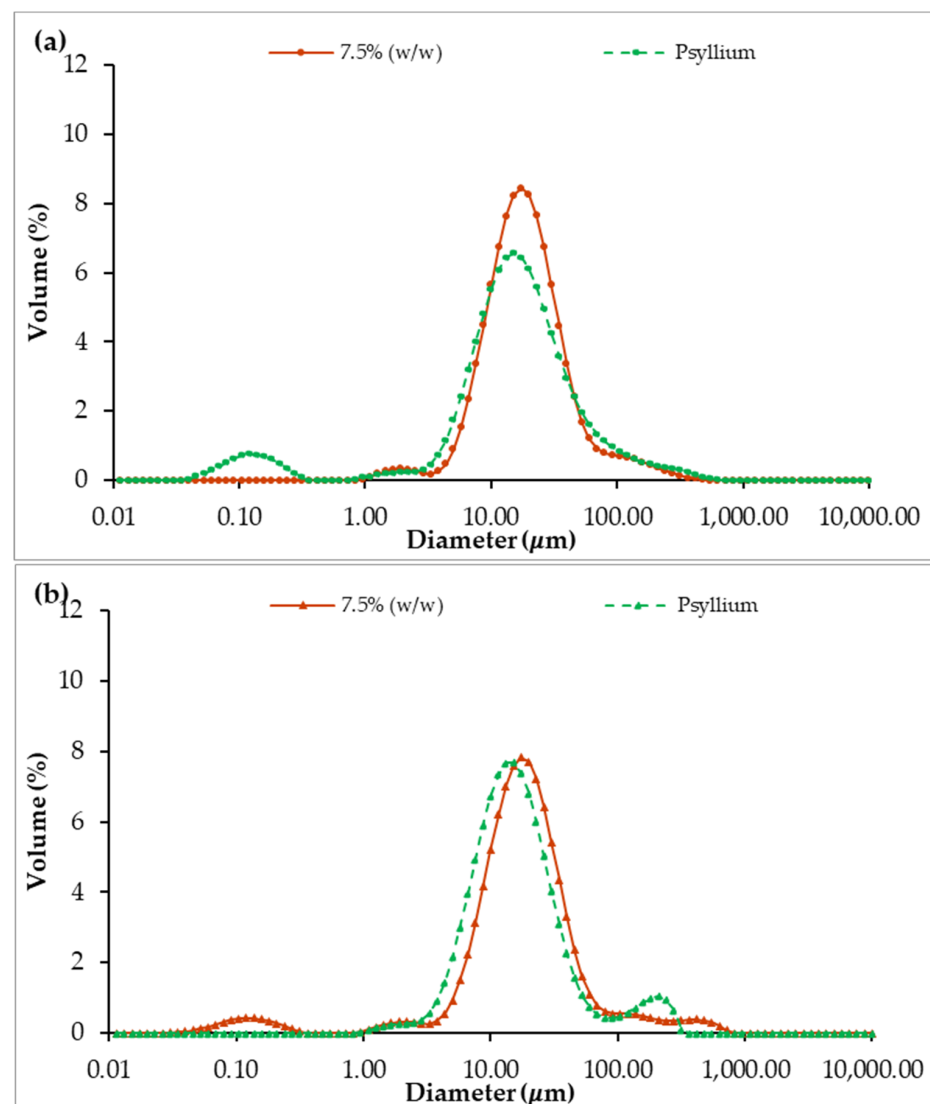 (a)
7.5% (w/w)
Psyllium
12
10
8
6
4
2
0
Volume (%)
0.01
0.10
1.00
10.00
100.00
1,000.00
10,000.00
Diameter (µm)
(b)
7.5% (w/w)
Psyllium
12
10
8
6
4
2
0
Volume (%)
0.01
0.10
1.00
10.00
100.00
1,000.00
10,000.00
Diameter (µm)